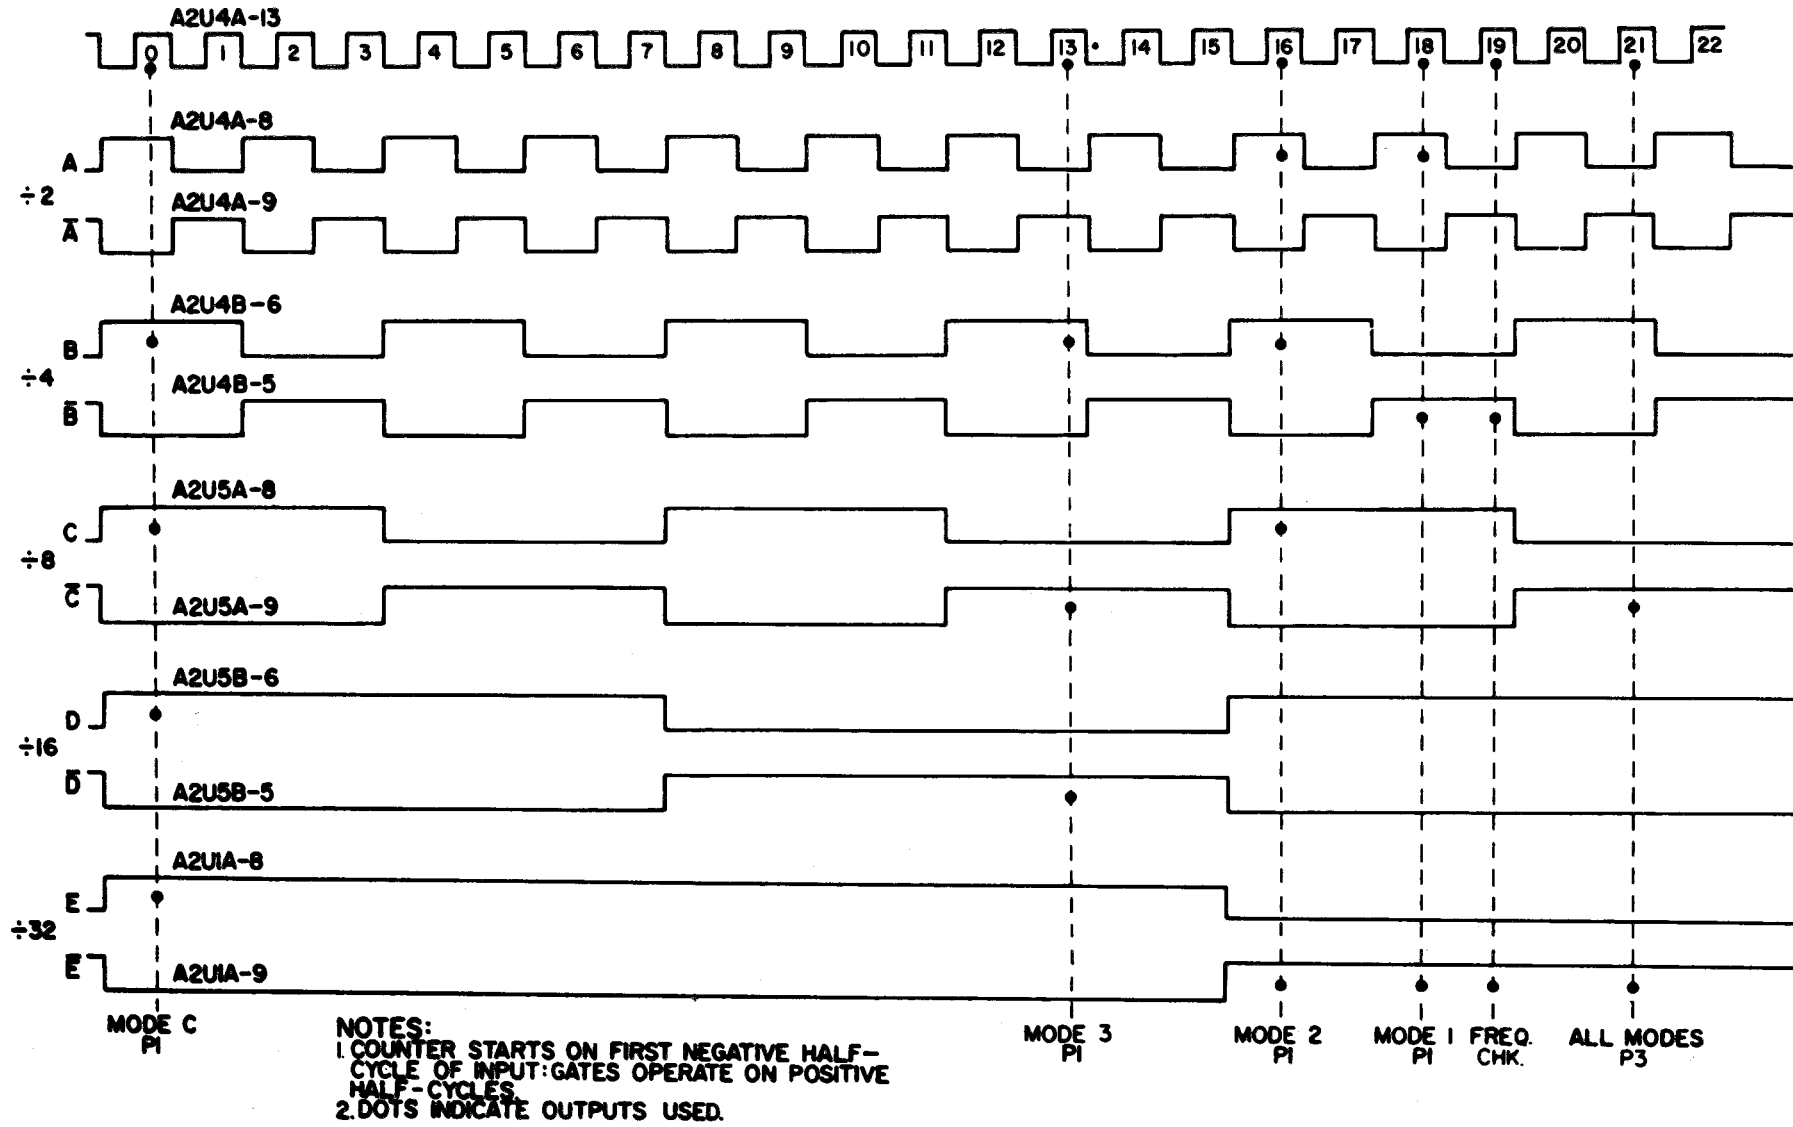 A2U4A-13
0 1 2 3 4 5 6 7 8 9 10 11 12 13 14 15 16 17 18 19 20 21 22
A2U4A-8
A
÷2
A2U4A-9
A̅
A2U4B-6
B
÷4
A2U4B-5
B̅
A2U5A-8
C
÷8
C̅
A2U5A-9
A2U5B-6
D
÷16
D̅
A2U5B-5
A2U1A-8
E
÷32
E̅
A2U1A-9
MODE C
P1
MODE 3
P1
MODE 2
P1
MODE 1
P1
FREQ.
CHK.
ALL MODES
P3
NOTES:
1. COUNTER STARTS ON FIRST NEGATIVE HALF-
CYCLE OF INPUT: GATES OPERATE ON POSITIVE
HALF-CYCLES.
2. DOTS INDICATE OUTPUTS USED.